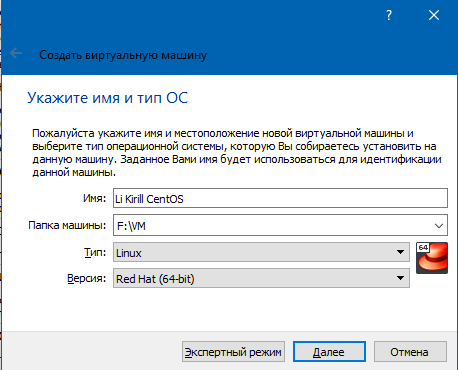 ?
Создать виртуальную машину
Укажите имя и тип ОС
Пожалуйста укажите имя и местоположение новой виртуальной машины и
выберите тип операционной системы, которую Вы собираетесь установить на
данную машину. Заданное Вами имя будет использоваться для идентификации
данной машины.
Имя: Li Kirill CentOS
Папка машины: F:\VM
Тип: Linux 64
Версия: Red Hat (64-bit)
Экспертный режим Далее Отмена